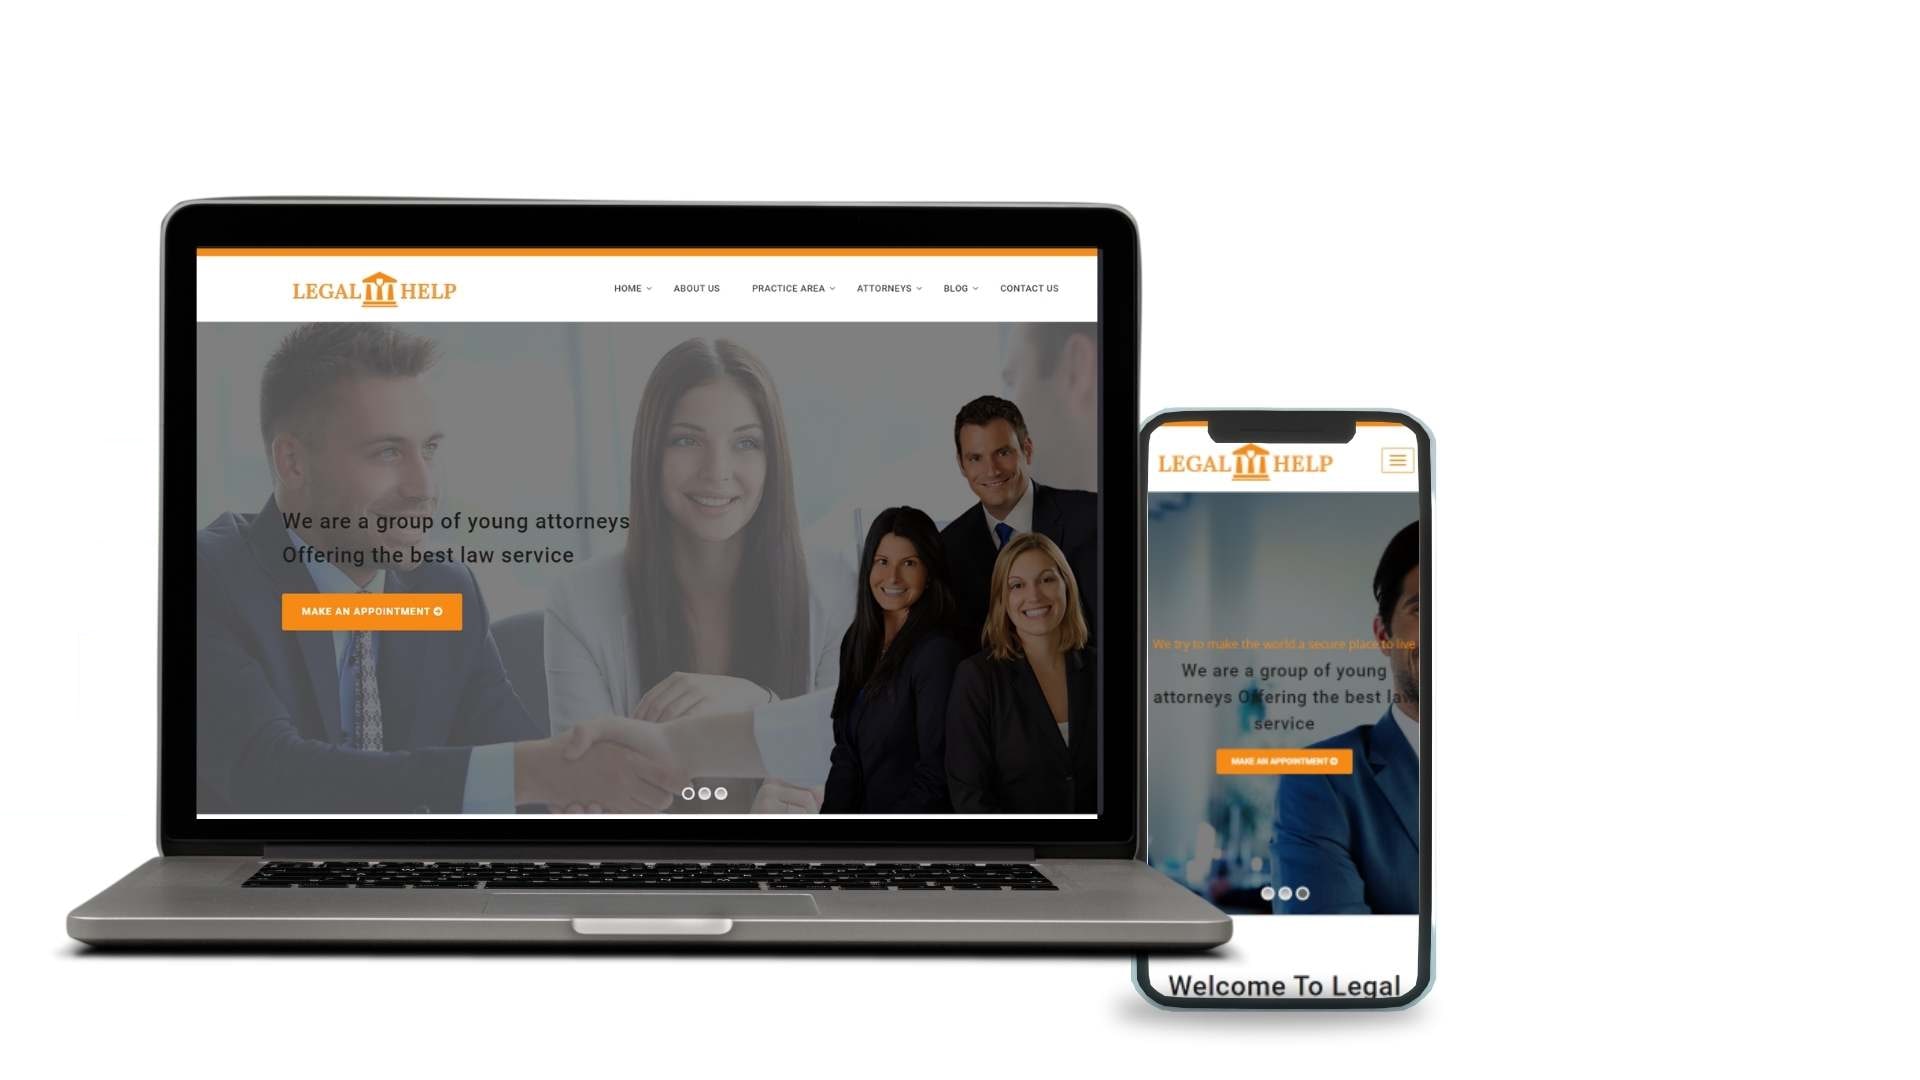 LEGAL HELP
HOME ABOUT US PRACTICE AREA ATTORNEYS BLOG CONTACT US
We are a group of young attorneys
Offering the best law service
MAKE AN APPOINTMENT
LEGAL HELP
We try to make the world a secure place to live
We are a group of young
attorneys Offering the best law
service
MAKE AN APPOINTMENT
Welcome To Legal